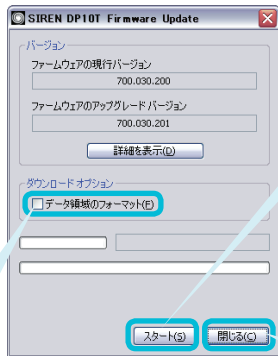 SIREN DP10T Firmware Update
バージョン
ファームウェアの現行バージョン
700.030.200
ファームウェアのアップグレードバージョン
700.030.201
詳細を表示(D)
ダウンロードオプション
データ領域のフォーマット(F)
スタート(S)
閉じる(C)